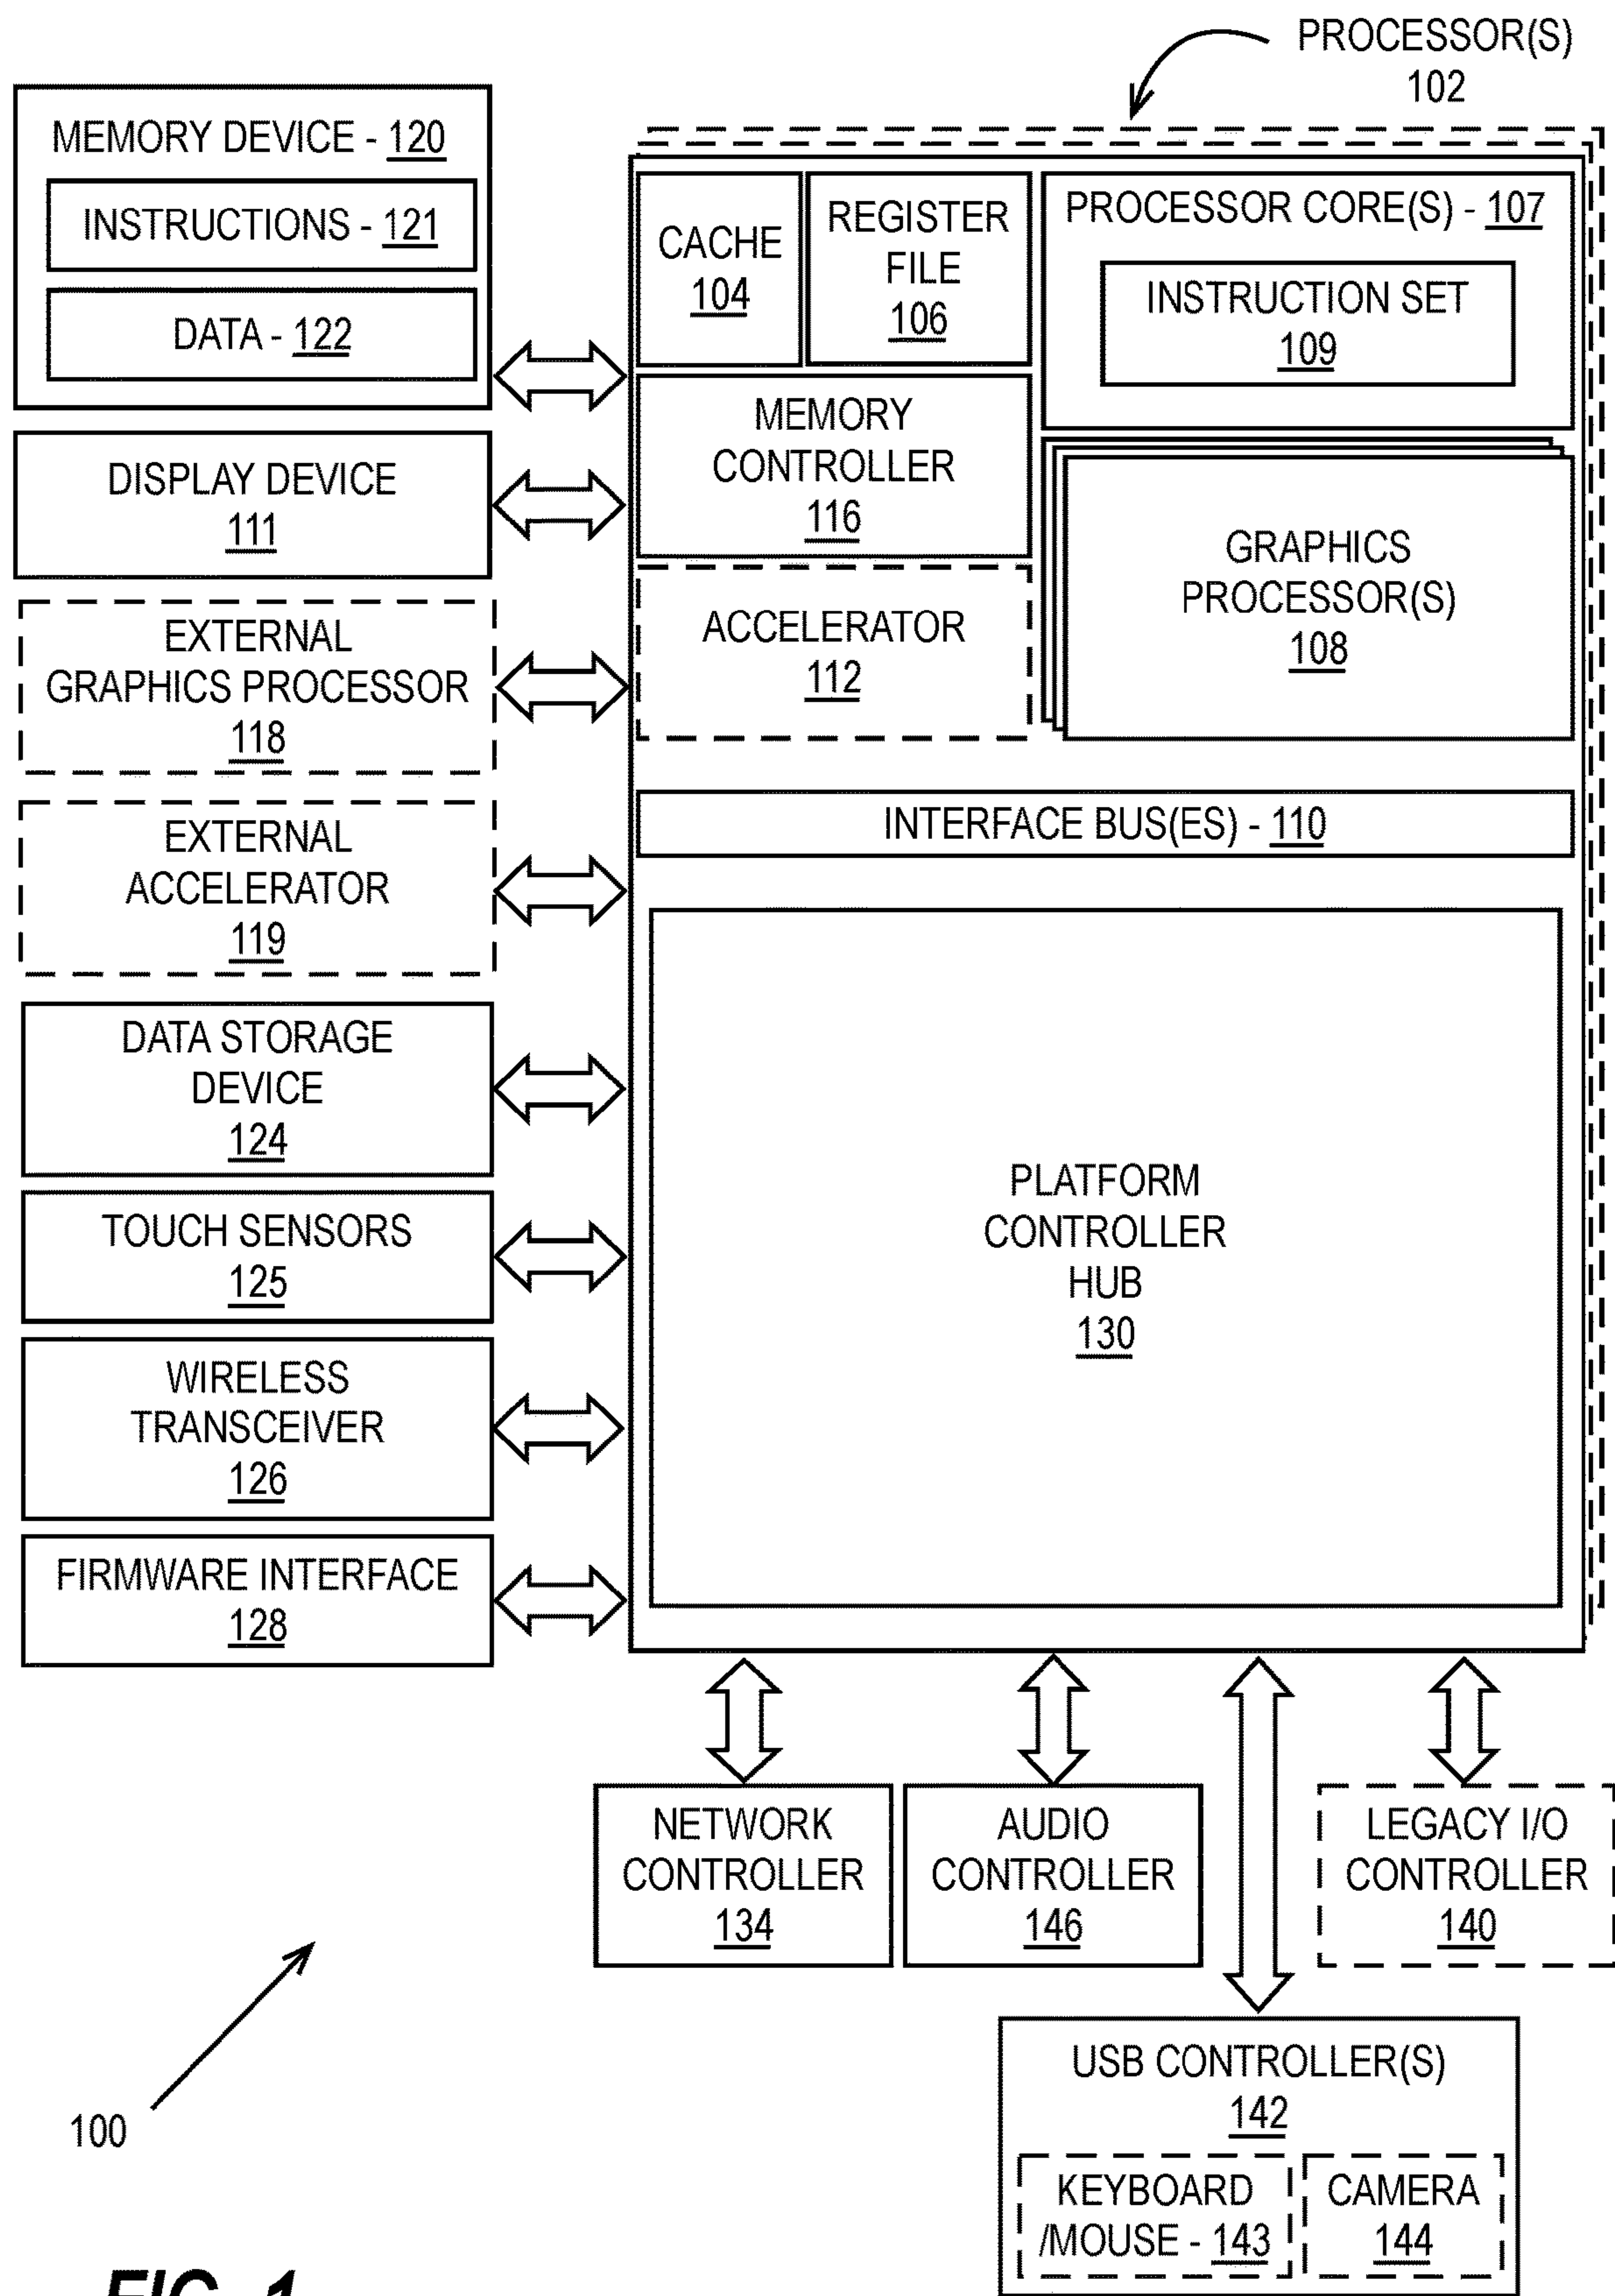 PROCESSOR(S)
102
MEMORY DEVICE - 120
INSTRUCTIONS - 121
DATA - 122
DISPLAY DEVICE
111
EXTERNAL
GRAPHICS PROCESSOR
118
EXTERNAL
ACCELERATOR
119
DATA STORAGE
DEVICE
124
TOUCH SENSORS
125
WIRELESS
TRANSCEIVER
126
FIRMWARE INTERFACE
128
CACHE
104
REGISTER
FILE
106
PROCESSOR CORE(S) - 107
INSTRUCTION SET
109
MEMORY
CONTROLLER
116
GRAPHICS
PROCESSOR(S)
108
ACCELERATOR
112
INTERFACE BUS(ES) - 110
PLATFORM
CONTROLLER
HUB
130
NETWORK
CONTROLLER
134
AUDIO
CONTROLLER
146
LEGACY I/O
CONTROLLER
140
USB CONTROLLER(S)
142
KEYBOARD
/MOUSE - 143
CAMERA
144
100
FIG. 1